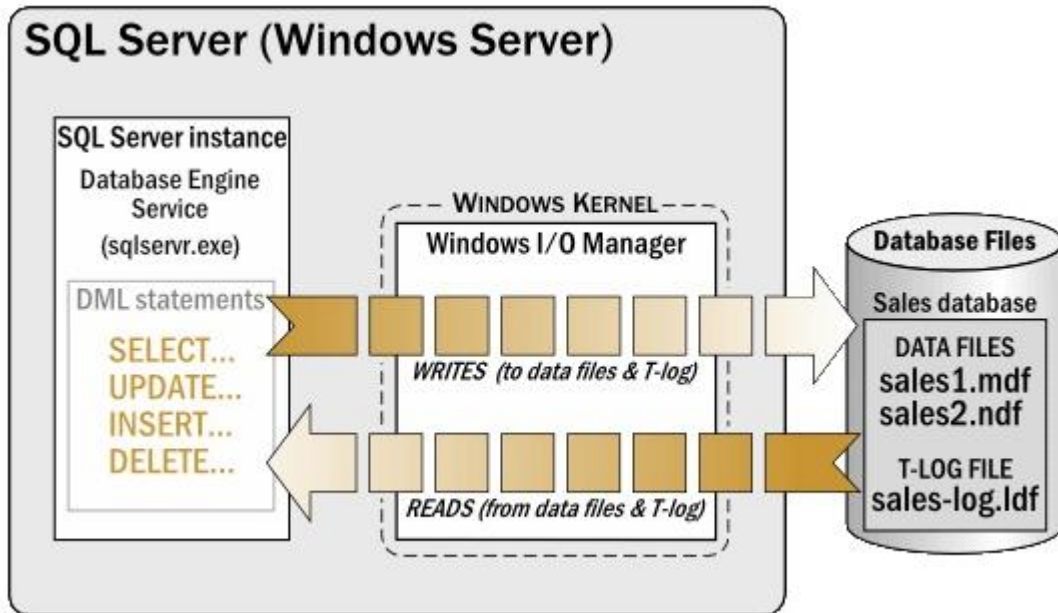 SQL Server (Windows Server)
SQL Server instance
Database Engine
Service
(sqlservr.exe)
DML statements
SELECT...
UPDATE...
INSERT...
DELETE...
WINDOWS KERNEL
Windows I/O Manager
WRITES (to data files & T-log)
READS (from data files & T-log)
Database Files
Sales database
DATA FILES
sales1.mdf
sales2.ndf
T-LOG FILE
sales-log.ldf